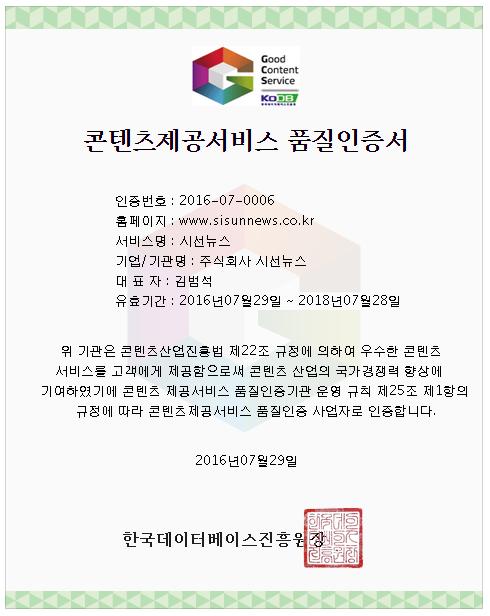 Good
Content
Service
KODB
콘텐츠제공서비스 품질인증서
인증번호 : 2016-07-0006
홈페이지 : www.sisunnews.co.kr
서비스명 : 시선뉴스
기업/기관명 : 주식회사 시선뉴스
대 표 자 : 김범석
유효기간 : 2016년07월29일 ~ 2018년07월28일
위 기관은 콘텐츠산업진흥법 제22조 규정에 의하여 우수한 콘텐츠
서비스를 고객에게 제공함으로써 콘텐츠 산업의 국가경쟁력 향상에
기여하였기에 콘텐츠 제공서비스 품질인증기관 운영 규칙 제25조 제1항의
규정에 따라 콘텐츠제공서비스 품질인증 사업자로 인증합니다.
2016년07월29일
한국데이터베이스진흥원장